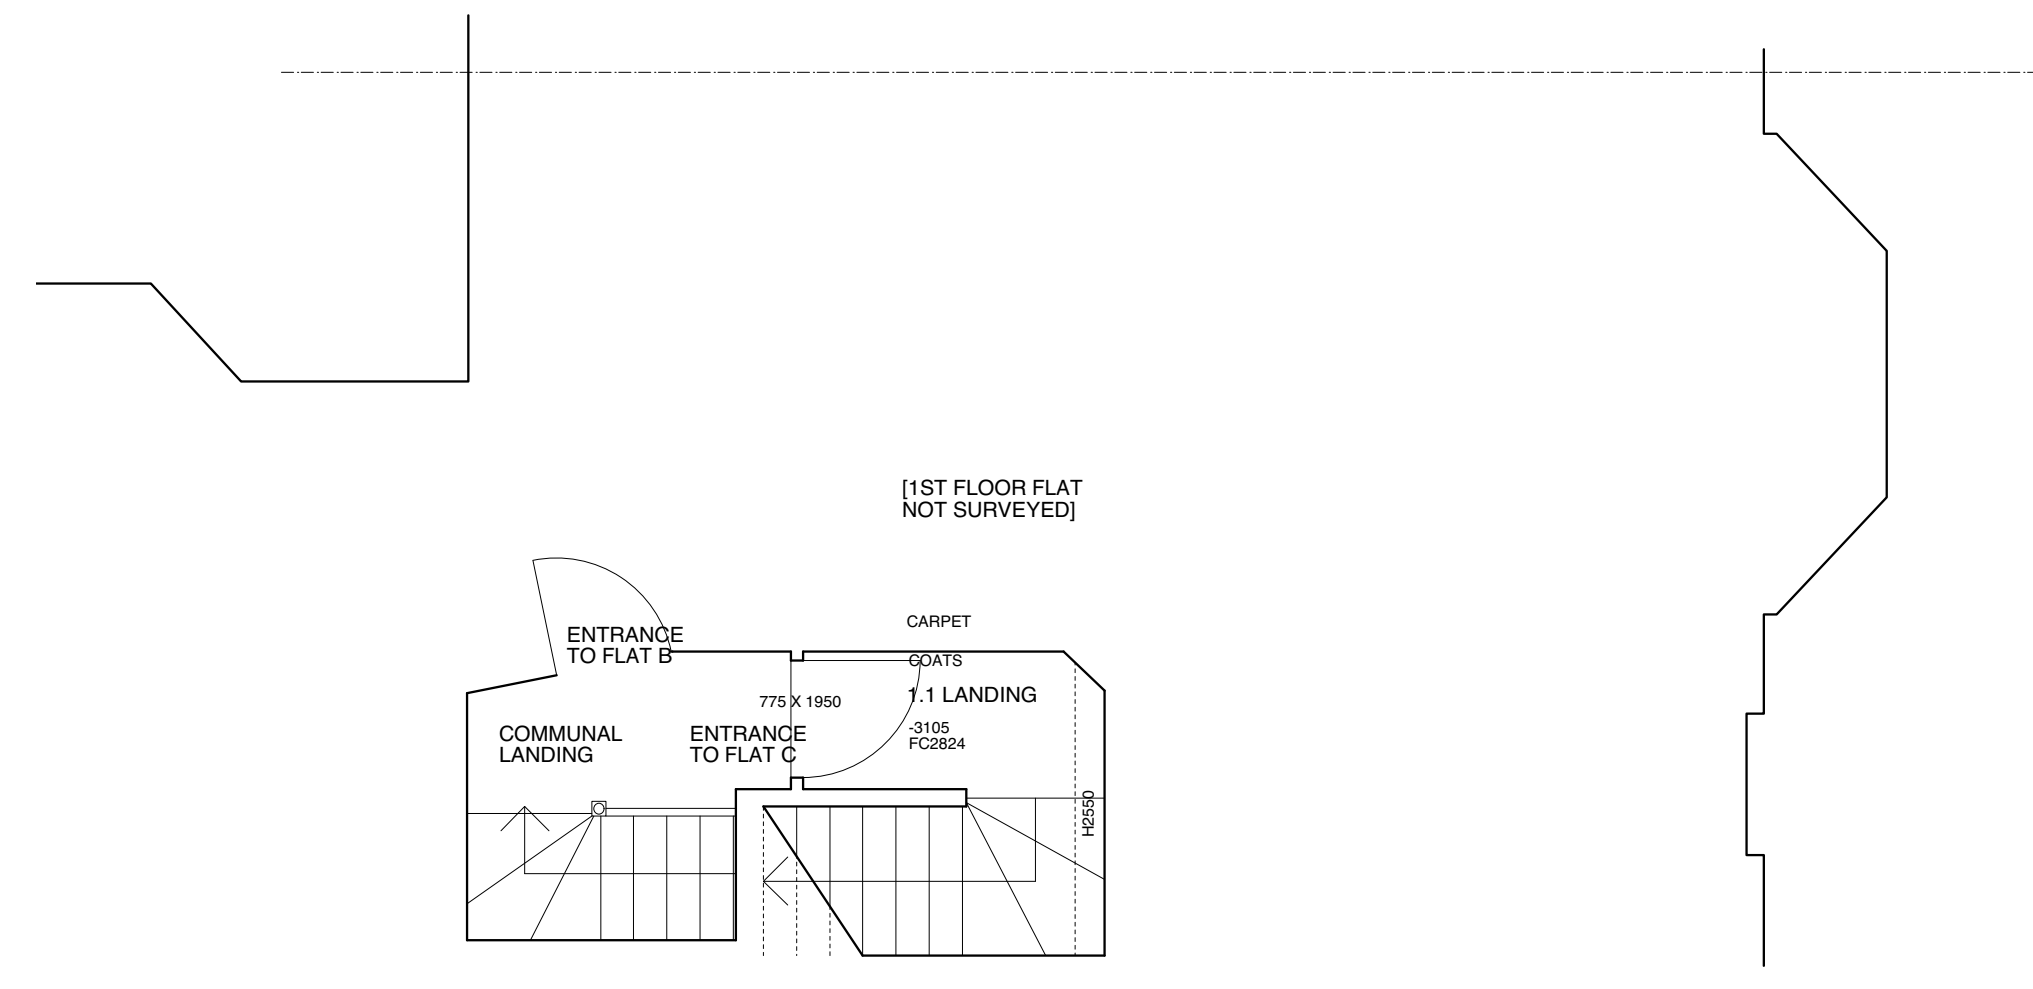 [1ST FLOOR FLAT
NOT SURVEYED]
CARPET
ENTRANCE
TO FLAT B
COATS
1.1 LANDING
775 X 1950
-3105
FC2824
COMMUNAL
LANDING
ENTRANCE
TO FLAT C
H2550